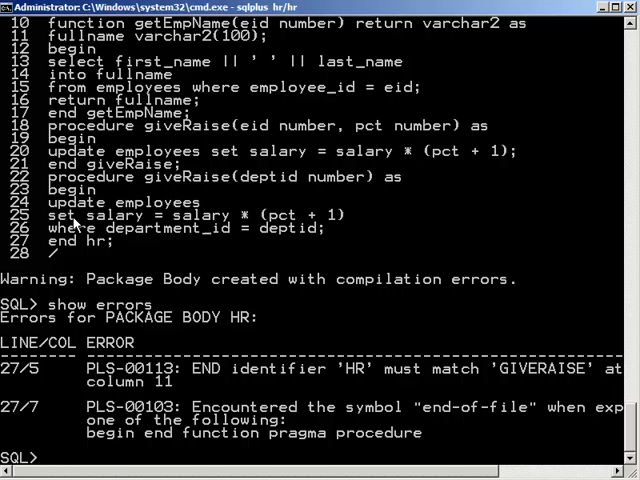 Administrator: C:\Windows\system32\cmd.exe - sqlplus hr/hr
10 function getEmpName(eid number) return varchar2 as
11 fullname varchar2(100);
12 begin
13 select first_name || ' ' || last_name
14 into fullname
15 from employees where employee_id = eid;
16 return fullname;
17 end getEmpName;
18 procedure giveRaise(eid number, pct number) as
19 begin
20 update employees set salary = salary * (pct + 1);
21 end giveRaise;
22 procedure giveRaise(deptid number) as
23 begin
24 update employees
25 set salary = salary * (pct + 1)
26 where department_id = deptid;
27 end hr;
28 /
Warning: Package Body created with compilation errors.
SQL> show errors
Errors for PACKAGE BODY HR:
LINE/COL ERROR
-------- -----------------------------------------------------------------
27/5 PLS-00113: END identifier 'HR' must match 'GIVERAISE' at
column 11
27/7 PLS-00103: Encountered the symbol "end-of-file" when exp
one of the following:
begin end function pragma procedure
SQL>